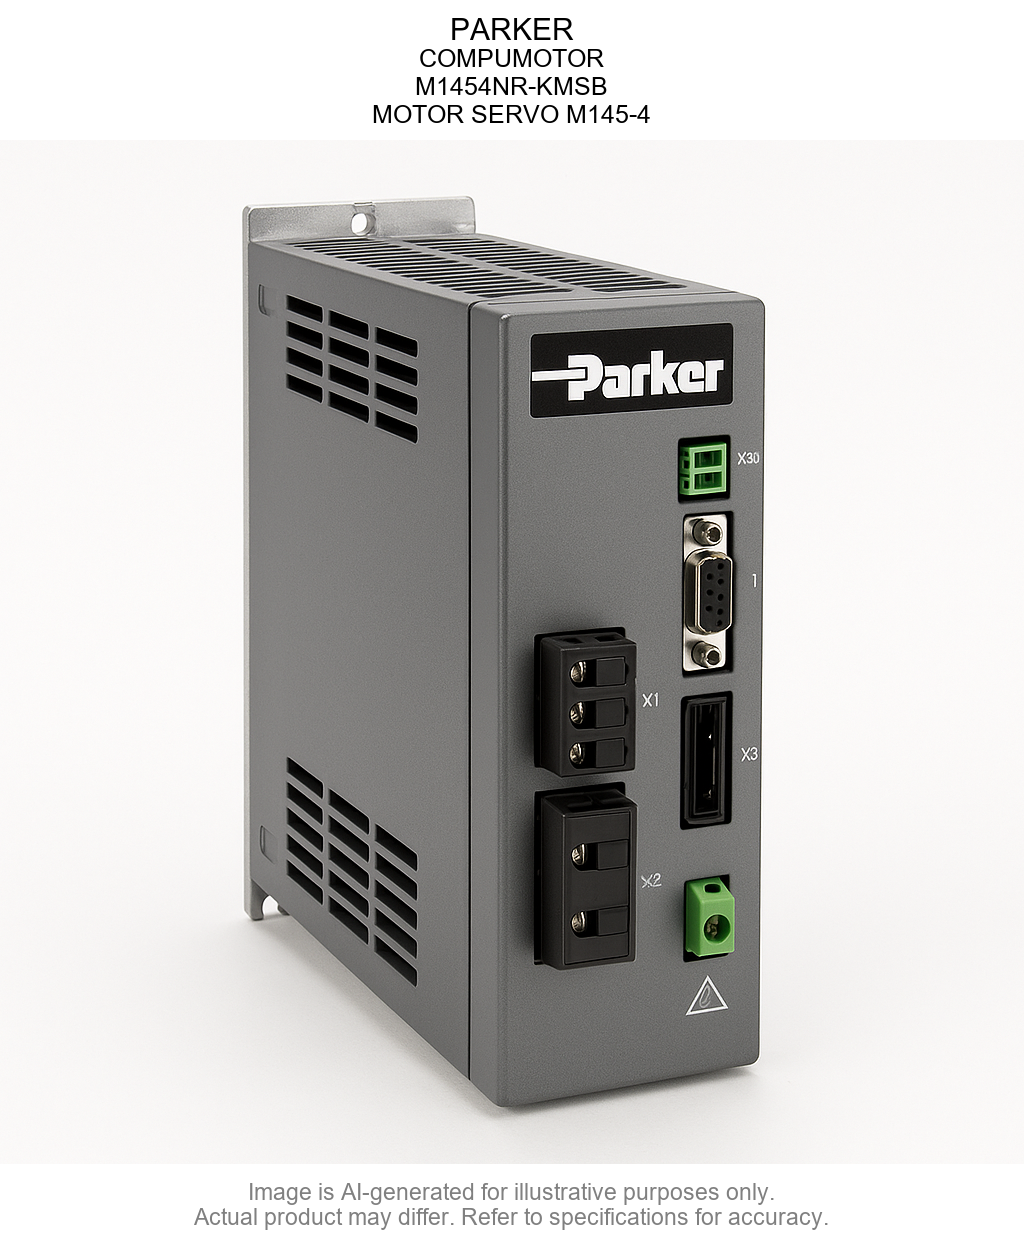 PARKER
COMPUMOTOR
M1454NR-KMSB
MOTOR SERVO M145-4
Parker
X30
1
X1
X3
X2
Image is AI-generated for illustrative purposes only.
Actual product may differ. Refer to specifications for accuracy.